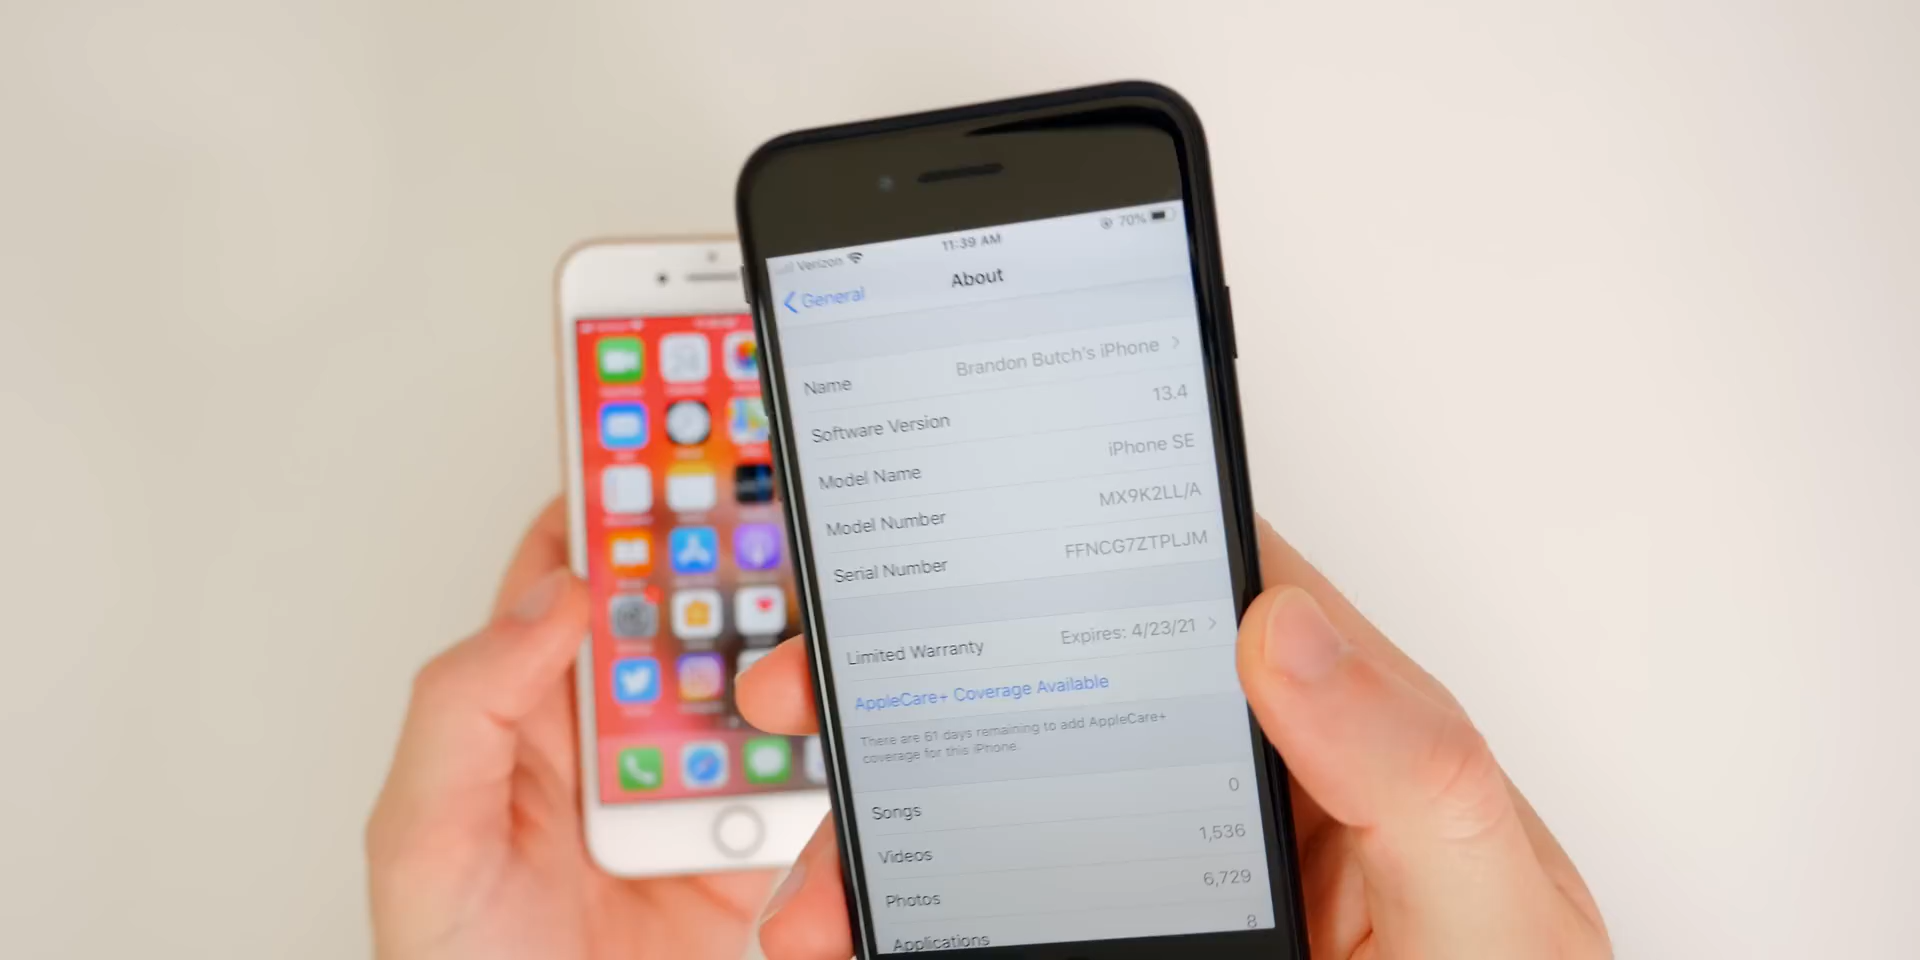 Verizon
11:39 AM
70%
General
About
Name Brandon Butch's iPhone
Software Version 13.4
Model Name iPhone SE
Model Number MX9K2LL/A
Serial Number FFNCG7ZTPLJM
Limited Warranty Expires: 4/23/21
AppleCare+ Coverage Available
There are 61 days remaining to add AppleCare+
coverage for this iPhone.
Songs 0
Videos 1,536
Photos 6,729
Applications 8